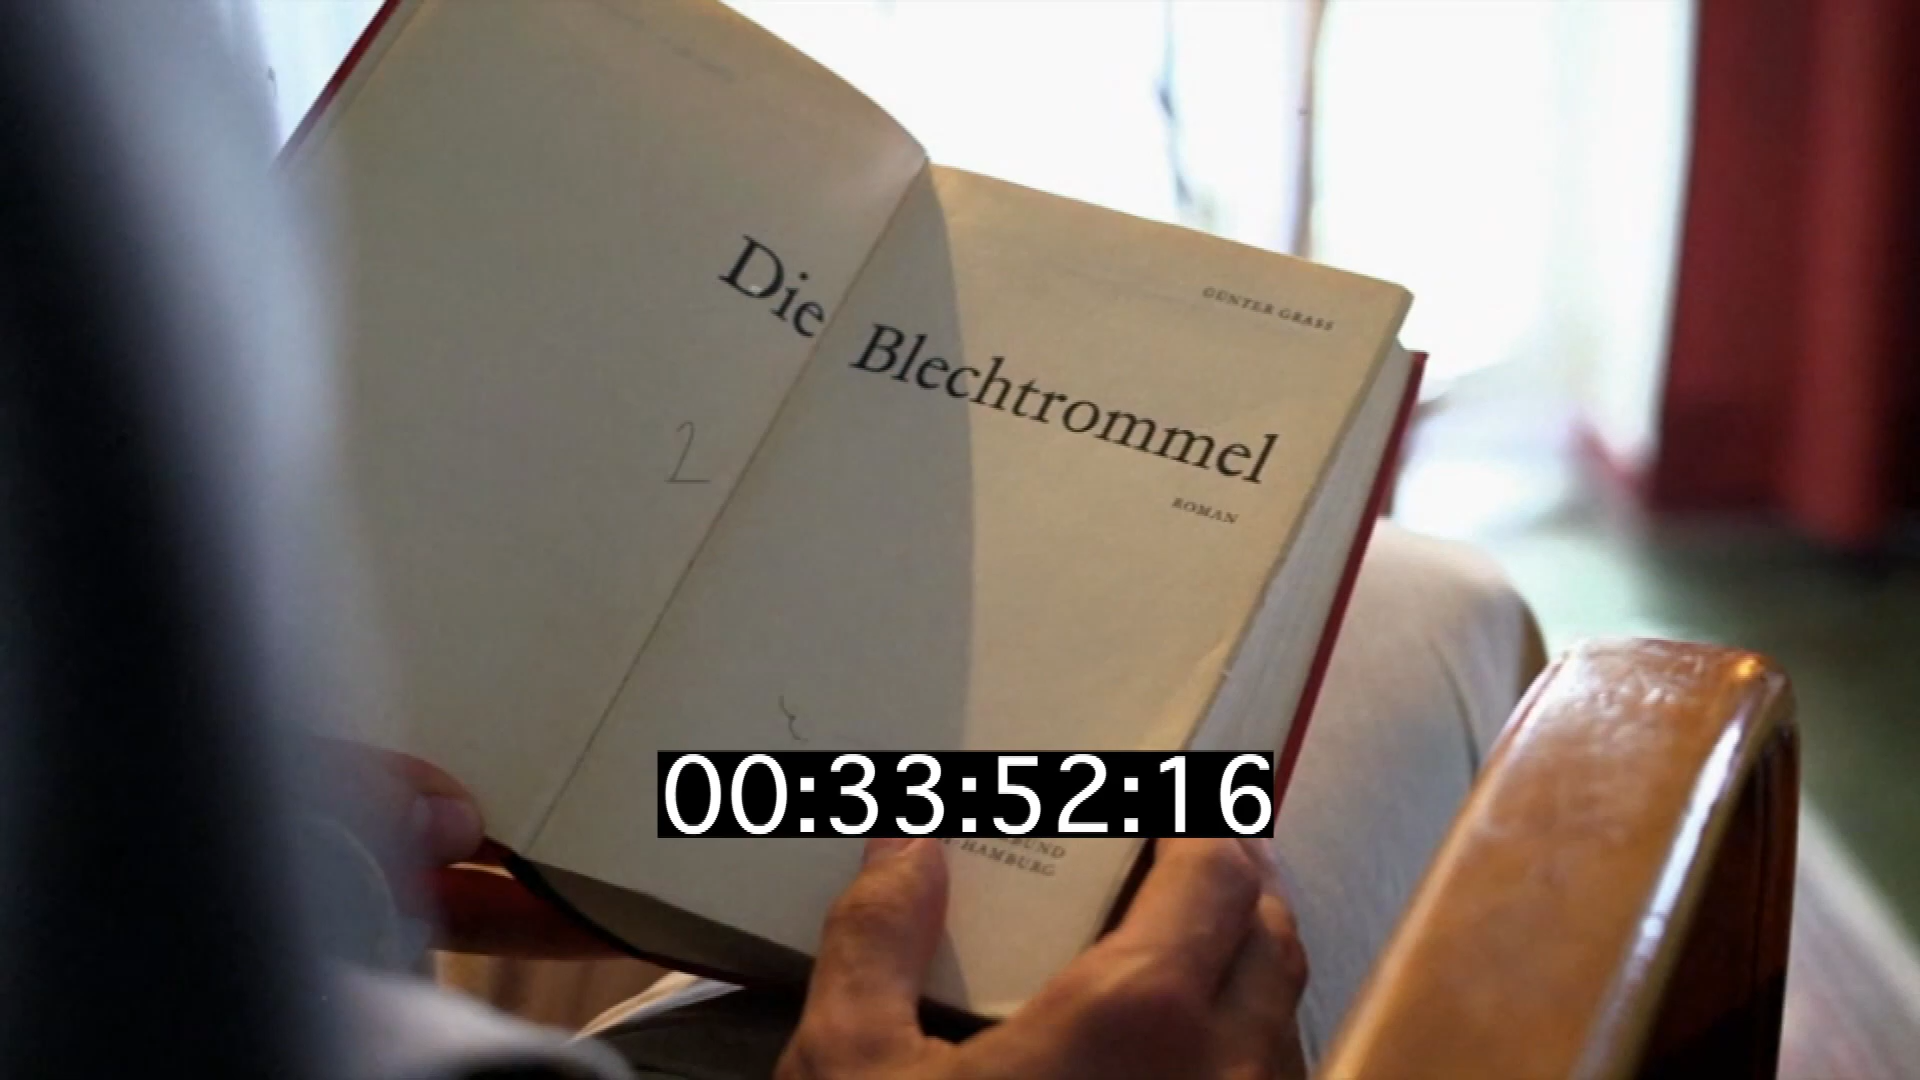 GÜNTER GRASS
Die Blechtrommel
ROMAN
2
00:33:52:16
HAMBURG